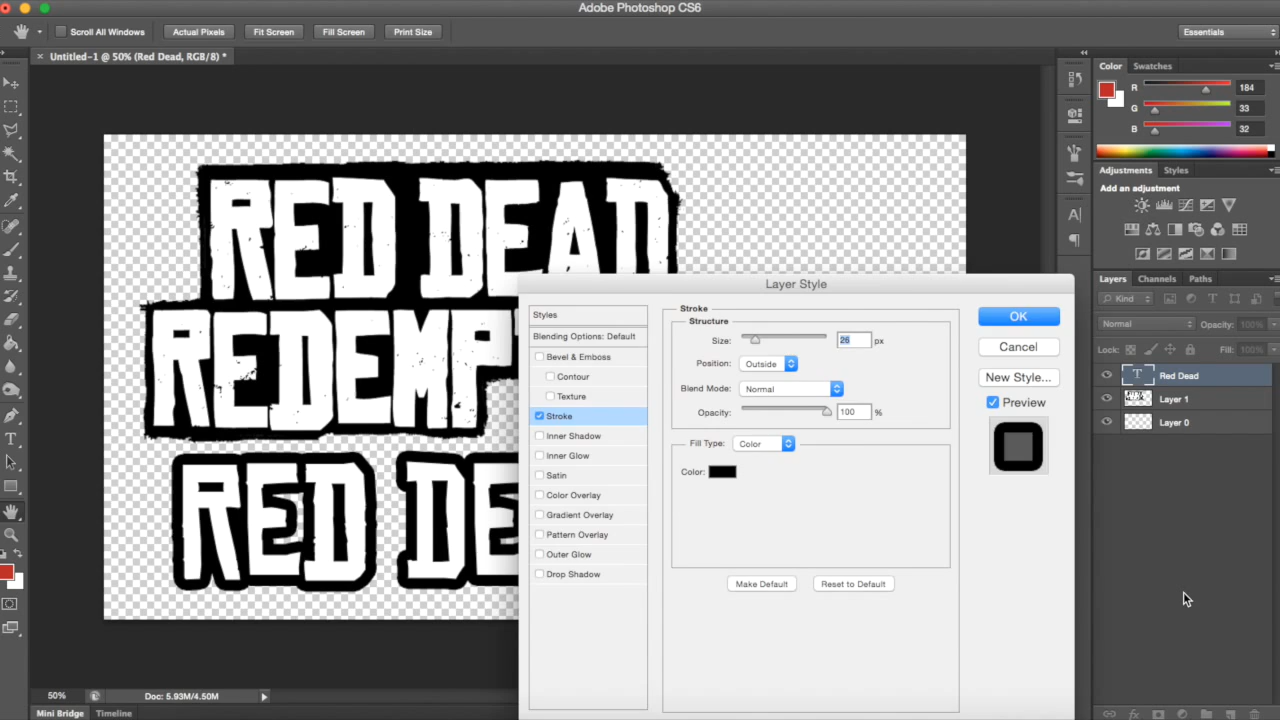 Adobe Photoshop CS6
Scroll All Windows
Actual Pixels
Fit Screen
Fill Screen
Print Size
Essentials
× Untitled-1 @ 50% (Red Dead, RGB/8) *
RED DEAD
REDEMP
RED DE
Color
Swatches
R
184
G
33
B
32
Adjustments
Styles
Add an adjustment
Layers
Channels
Paths
Kind
Normal
Opacity: 100%
Lock:
Fill: 100%
T Red Dead
Layer 1
Layer 0
Layer Style
Styles
Blending Options: Default
Bevel & Emboss
Contour
Texture
Stroke
Inner Shadow
Inner Glow
Satin
Color Overlay
Gradient Overlay
Pattern Overlay
Outer Glow
Drop Shadow
Stroke
Structure
Size: 26 px
Position: Outside
Blend Mode: Normal
Opacity: 100 %
Fill Type: Color
Color:
Make Default
Reset to Default
OK
Cancel
New Style...
Preview
50%
Doc: 5.93M/4.50M
Mini Bridge
Timeline